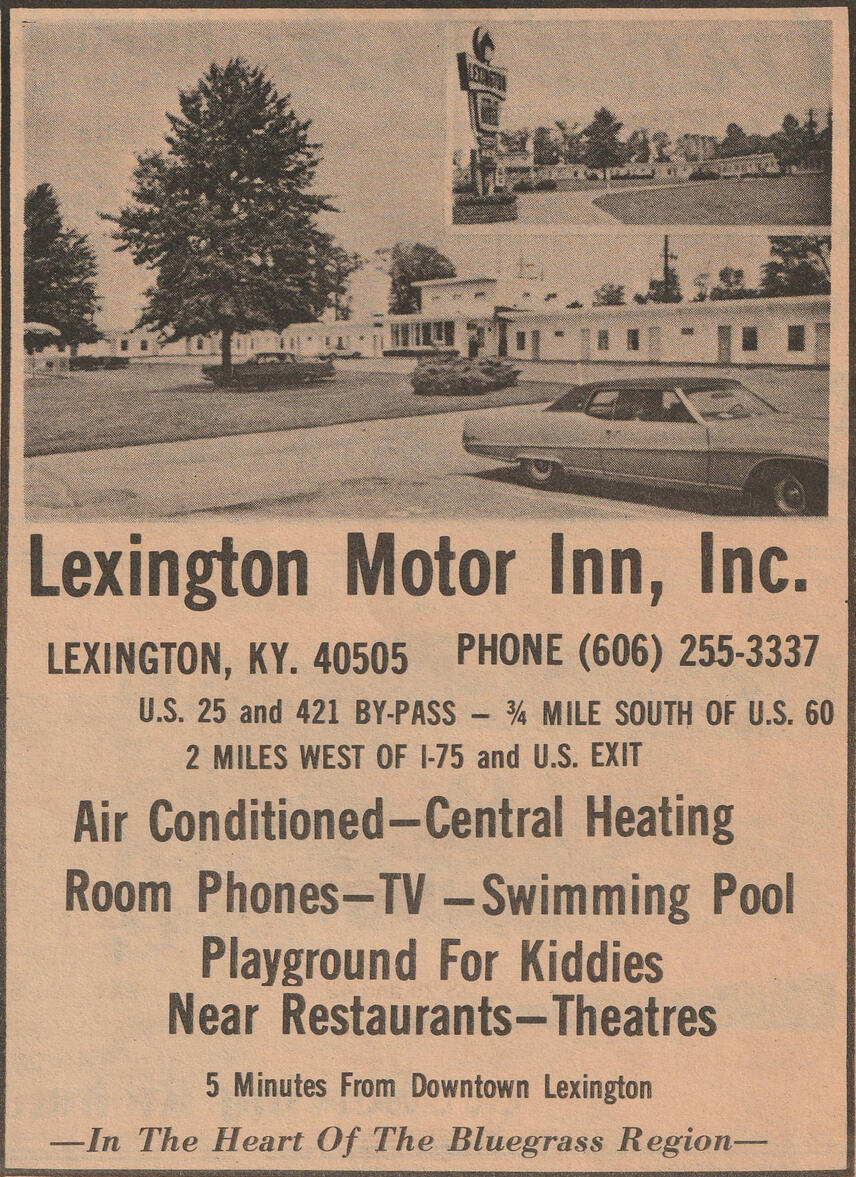 LEXINGTON
Lexington Motor Inn, Inc.
LEXINGTON, KY. 40505 PHONE (606) 255-3337
U.S. 25 and 421 BY-PASS – ¾ MILE SOUTH OF U.S. 60
2 MILES WEST OF I-75 and U.S. EXIT
Air Conditioned–Central Heating
Room Phones–TV –Swimming Pool
Playground For Kiddies
Near Restaurants–Theatres
5 Minutes From Downtown Lexington
—In The Heart Of The Bluegrass Region—